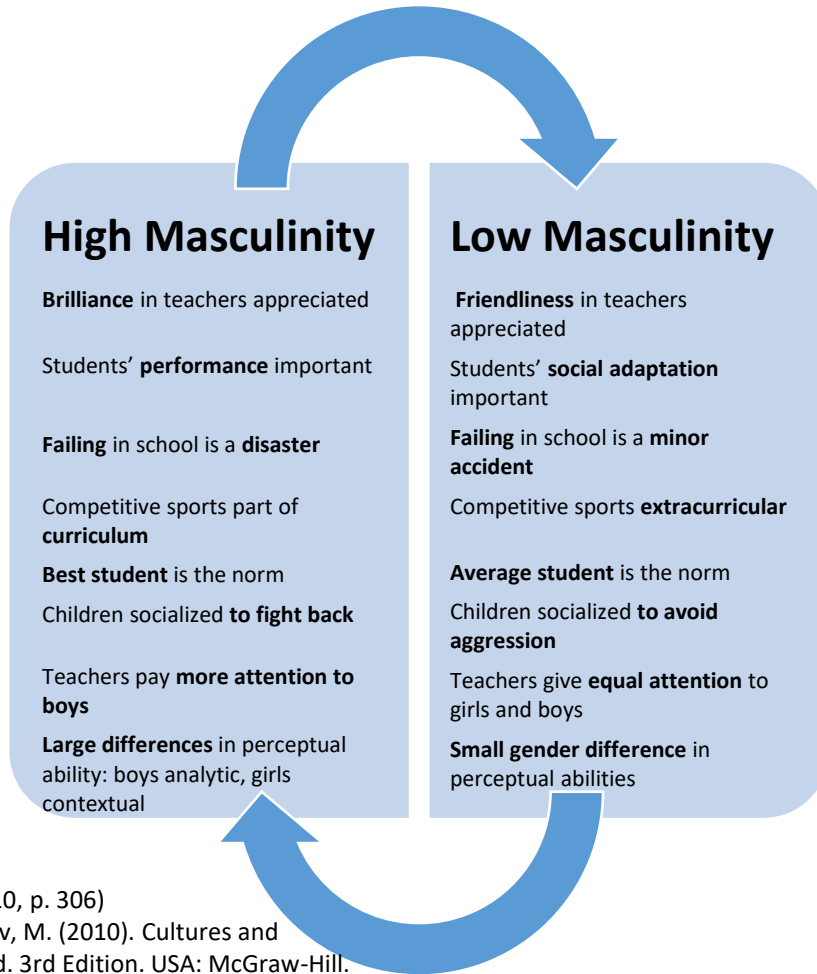 High Masculinity
Brilliance in teachers appreciated
Students’ performance important
Failing in school is a disaster
Competitive sports part of
curriculum
Best student is the norm
Children socialized to fight back
Teachers pay more attention to
boys
Large differences in perceptual
ability: boys analytic, girls
contextual
Low Masculinity
Friendliness in teachers
appreciated
Students’ social adaptation
important
Failing in school is a minor
accident
Competitive sports extracurricular
Average student is the norm
Children socialized to avoid
aggression
Teachers give equal attention to
girls and boys
Small gender difference in
perceptual abilities
0, p. 306)
v, M. (2010). Cultures and
d. 3rd Edition. USA: McGraw-Hill.